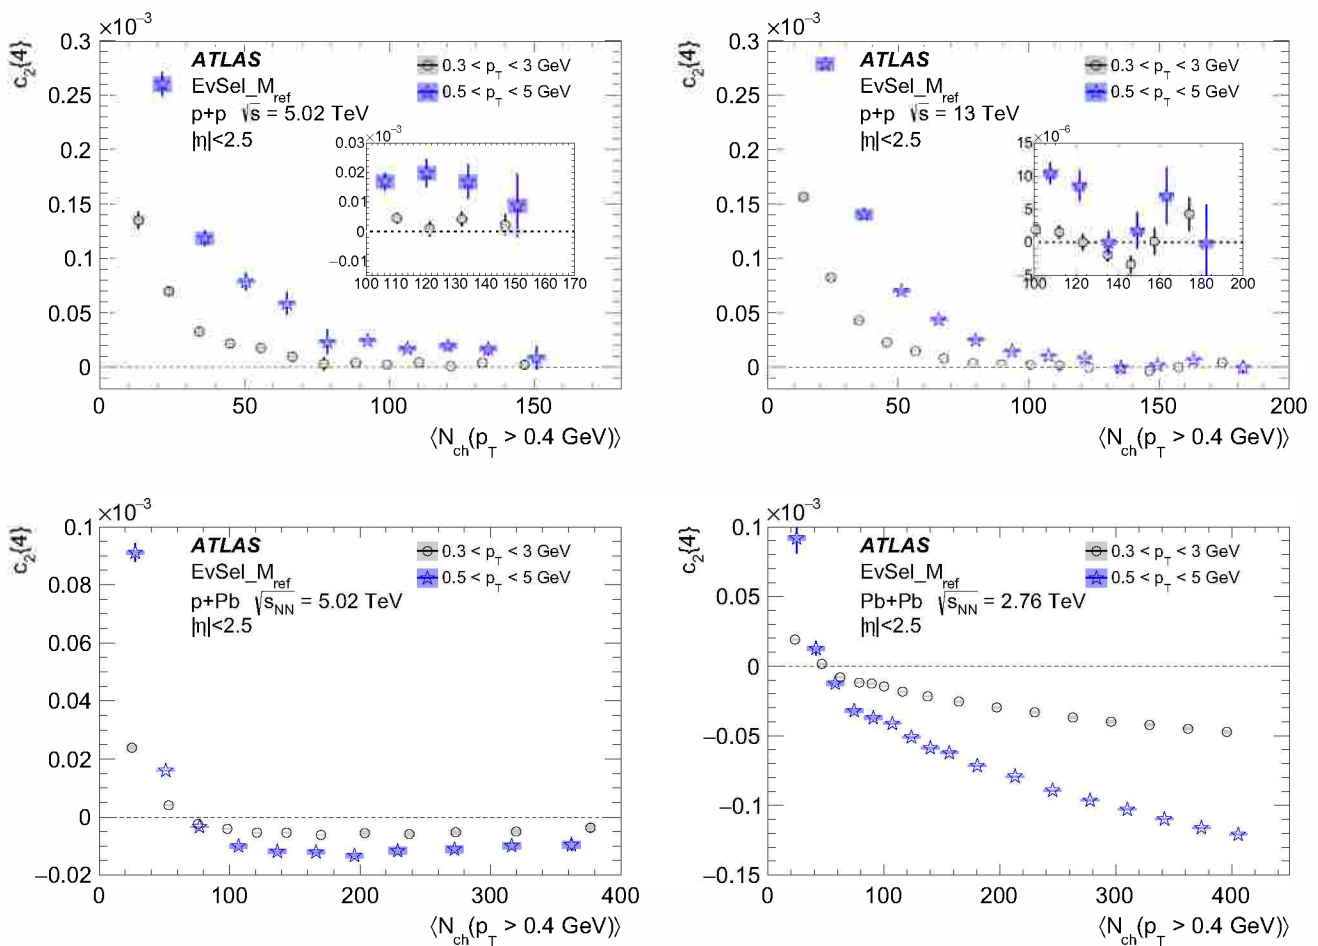 ×10⁻³
c₂{4}
0.3
0.25
0.2
0.15
0.1
0.05
0
0 50 100 150
⟨N_ch(p_T > 0.4 GeV)⟩
ATLAS
EvSel_M_ref
p+p √s = 5.02 TeV
|η|<2.5
0.3 < p_T < 3 GeV
0.5 < p_T < 5 GeV
×10⁻³
0.03
0.02
0.01
0
−0.01
100 110 120 130 140 150 160 170
×10⁻³
c₂{4}
0.3
0.25
0.2
0.15
0.1
0.05
0
0 50 100 150 200
⟨N_ch(p_T > 0.4 GeV)⟩
ATLAS
EvSel_M_ref
p+p √s = 13 TeV
|η|<2.5
0.3 < p_T < 3 GeV
0.5 < p_T < 5 GeV
×10⁻⁶
15
10
5
0
5
100 120 140 160 180 200
×10⁻³
c₂{4}
0.1
0.08
0.06
0.04
0.02
0
−0.02
0 100 200 300 400
⟨N_ch(p_T > 0.4 GeV)⟩
ATLAS
EvSel_M_ref
p+Pb √s_NN = 5.02 TeV
|η|<2.5
0.3 < p_T < 3 GeV
0.5 < p_T < 5 GeV
×10⁻³
c₂{4}
0.1
0.05
0
−0.05
−0.1
−0.15
0 100 200 300 400
⟨N_ch(p_T > 0.4 GeV)⟩
ATLAS
EvSel_M_ref
Pb+Pb √s_NN = 2.76 TeV
|η|<2.5
0.3 < p_T < 3 GeV
0.5 < p_T < 5 GeV